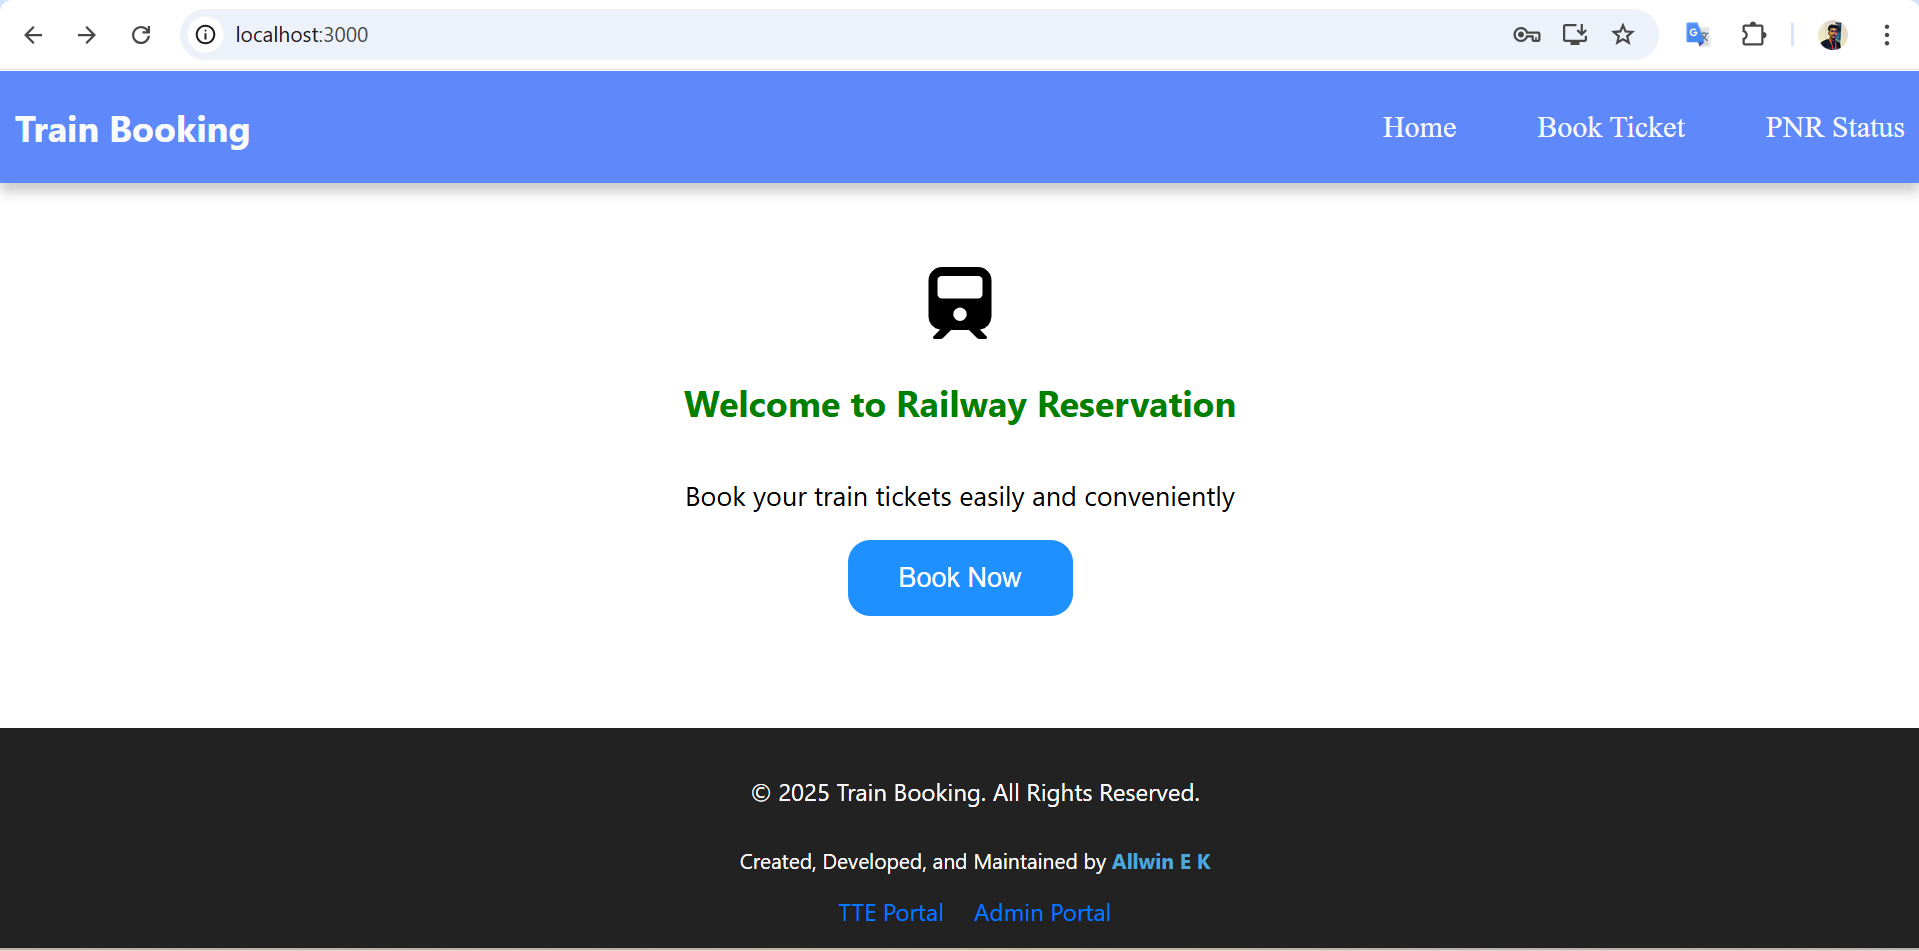 localhost:3000
Train Booking
Home
Book Ticket
PNR Status
Welcome to Railway Reservation
Book your train tickets easily and conveniently
Book Now
© 2025 Train Booking. All Rights Reserved.
Created, Developed, and Maintained by Allwin E K
TTE Portal
Admin Portal